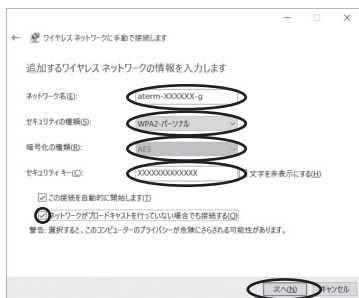 ワイヤレス ネットワークに手動で接続します
追加するワイヤレス ネットワークの情報を入力します
ネットワーク名(E): aterm-XXXXXX-g
セキュリティの種類(S): WPA2-パーソナル
暗号化の種類(R): AES
セキュリティ キー(C): XXXXXXXXXXXXX 文字を非表示にする(H)
この接続を自動的に開始します(T)
ネットワークがブロードキャストを行っていない場合でも接続する(O)
警告: 選択すると、このコンピューターのプライバシーが危険にさらされる可能性があります。
次へ(N) キャンセル